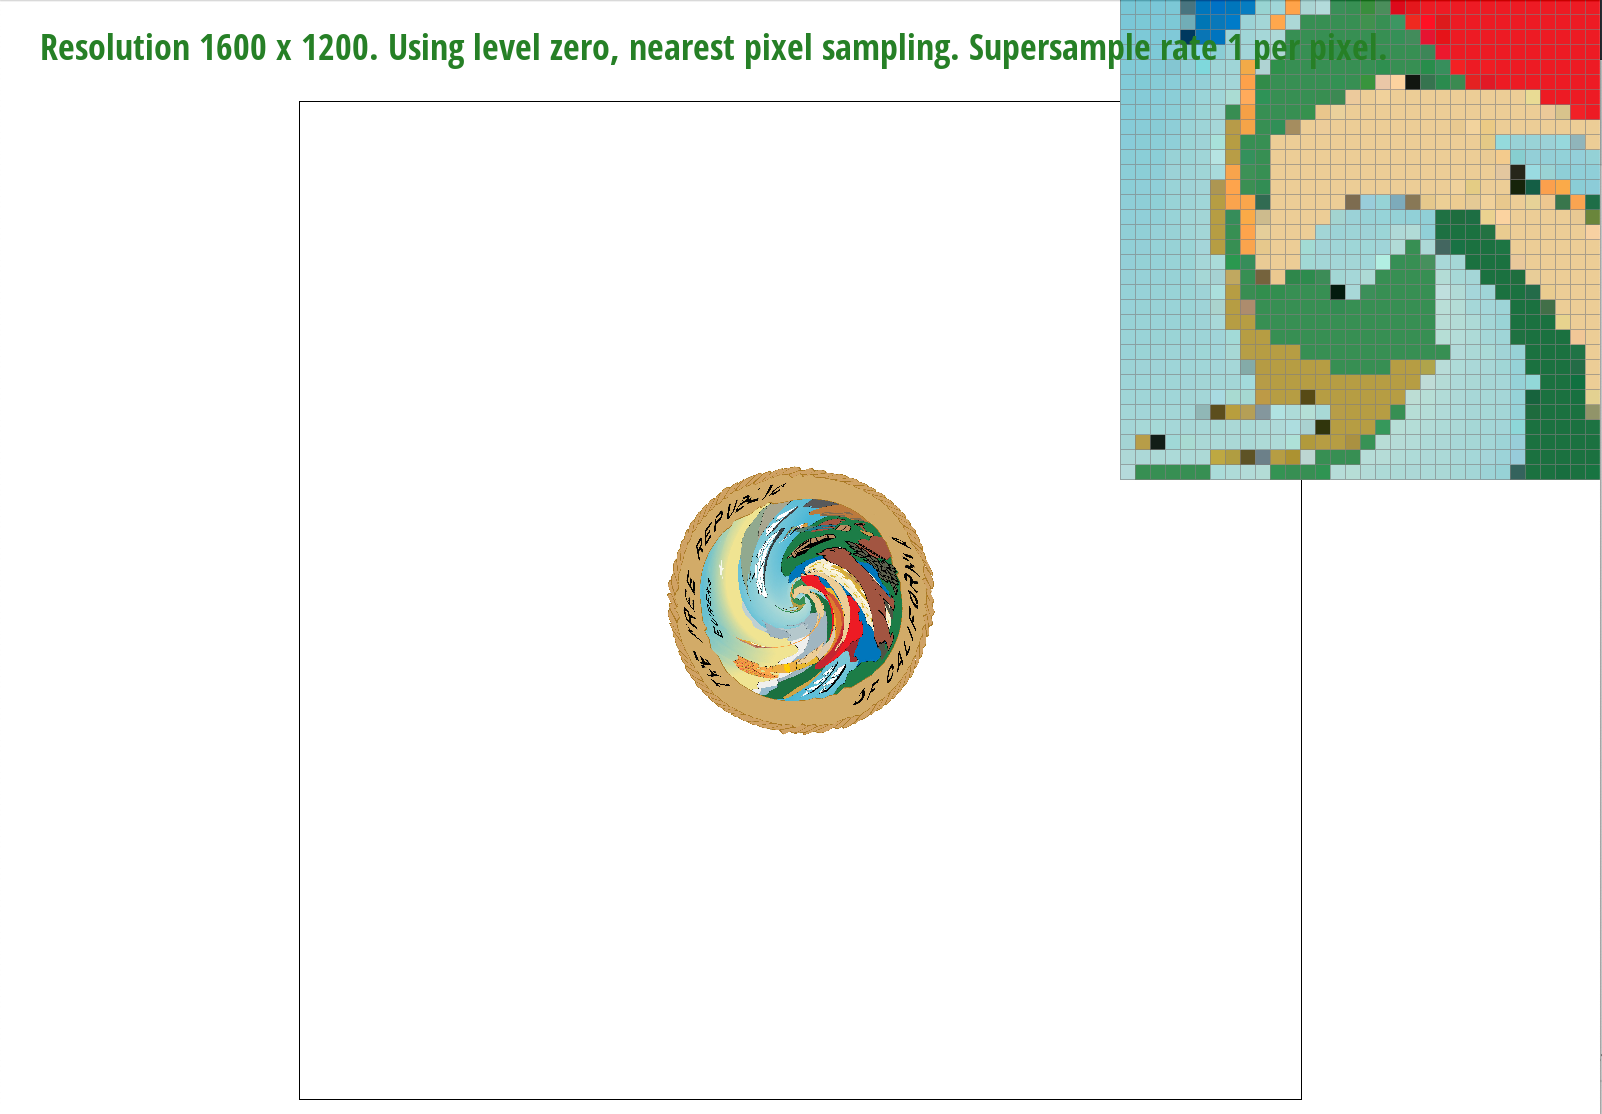 Resolution 1600 x 1200. Using level zero, nearest pixel sampling. Supersample rate 1 per pixel.
THE FREE REPUBLIC
OF CALIFORNI
EUREKA